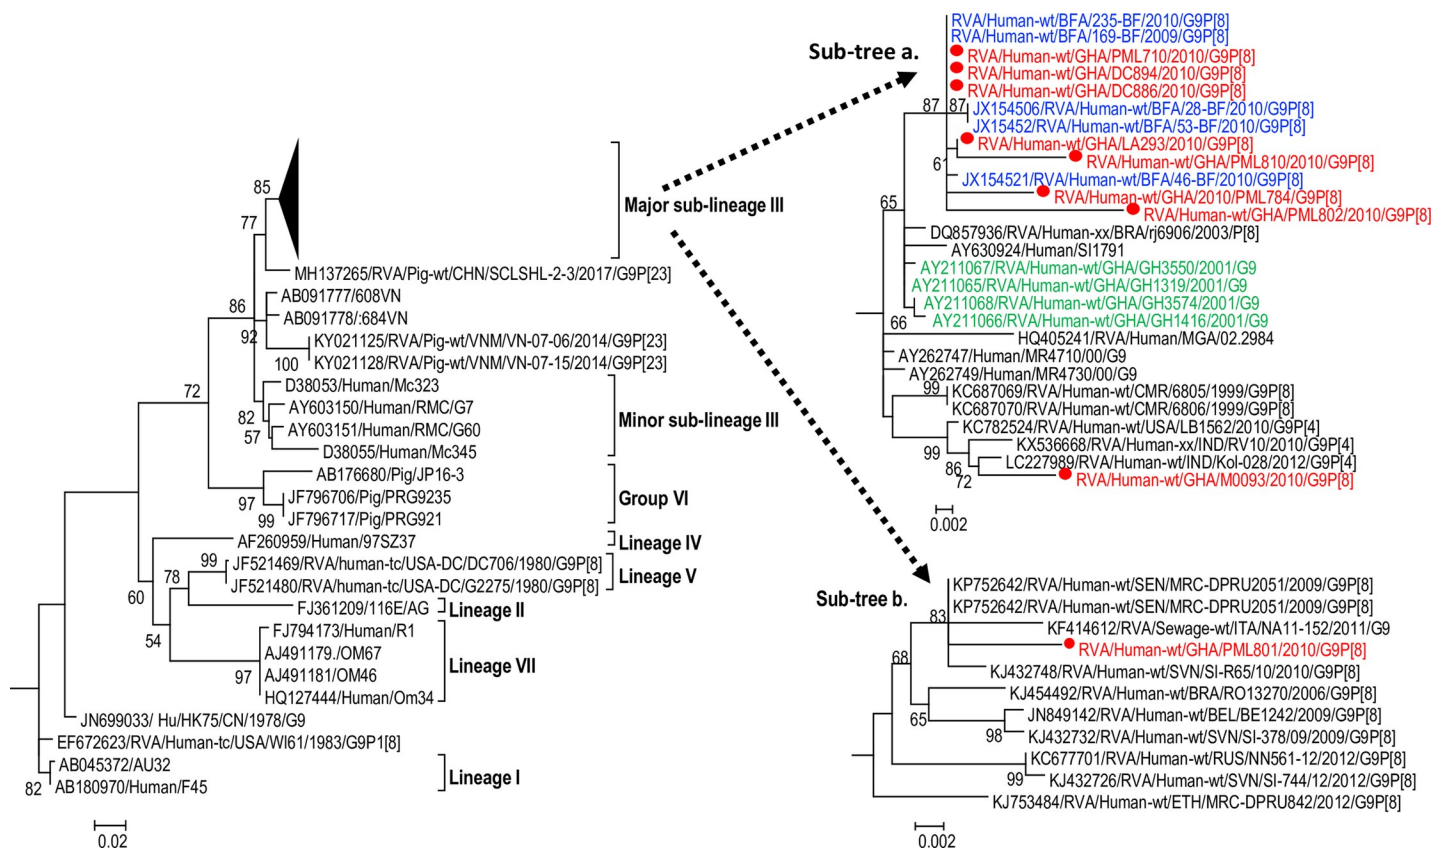 85
77
Major sub-lineage III
MH137265/RVA/Pig-wt/CHN/SCLSHL-2-3/2017/G9P[23]
AB091777/608VN
86
AB091778/:684VN
92
KY021125/RVA/Pig-wt/VNM/VN-07-06/2014/G9P[23]
100
KY021128/RVA/Pig-wt/VNM/VN-07-15/2014/G9P[23]
72
D38053/Human/Mc323
AY603150/Human/RMC/G7
82
Minor sub-lineage III
AY603151/Human/RMC/G60
57
D38055/Human/Mc345
AB176680/Pig/JP16-3
97
JF796706/Pig/PRG9235
Group VI
99
JF796717/Pig/PRG921
AF260959/Human/97SZ37
Lineage IV
99
JF521469/RVA/human-tc/USA-DC/DC706/1980/G9P[8]
78
Lineage V
JF521480/RVA/human-tc/USA-DC/G2275/1980/G9P[8]
60
FJ361209/116E/AG
Lineage II
54
FJ794173/Human/R1
AJ491179./OM67
Lineage VII
97
AJ491181/OM46
HQ127444/Human/Om34
JN699033/ Hu/HK75/CN/1978/G9
EF672623/RVA/Human-tc/USA/WI61/1983/G9P1[8]
AB045372/AU32
Lineage I
82
AB180970/Human/F45
0.02
Sub-tree a.
RVA/Human-wt/BFA/235-BF/2010/G9P[8]
RVA/Human-wt/BFA/169-BF/2009/G9P[8]
RVA/Human-wt/GHA/PML710/2010/G9P[8]
RVA/Human-wt/GHA/DC894/2010/G9P[8]
RVA/Human-wt/GHA/DC886/2010/G9P[8]
87
87
JX154506/RVA/Human-wt/BFA/28-BF/2010/G9P[8]
JX15452/RVA/Human-wt/BFA/53-BF/2010/G9P[8]
RVA/Human-wt/GHA/LA293/2010/G9P[8]
61
RVA/Human-wt/GHA/PML810/2010/G9P[8]
JX154521/RVA/Human-wt/BFA/46-BF/2010/G9P[8]
RVA/Human-wt/GHA/2010/PML784/G9P[8]
65
RVA/Human-wt/GHA/PML802/2010/G9P[8]
DQ857936/RVA/Human-xx/BRA/rj6906/2003/P[8]
AY630924/Human/SI1791
AY211067/RVA/Human-wt/GHA/GH3550/2001/G9
AY211065/RVA/Human-wt/GHA/GH1319/2001/G9
AY211068/RVA/Human-wt/GHA/GH3574/2001/G9
66
AY211066/RVA/Human-wt/GHA/GH1416/2001/G9
HQ405241/RVA/Human/MGA/02.2984
AY262747/Human/MR4710/00/G9
AY262749/Human/MR4730/00/G9
99
KC687069/RVA/Human-wt/CMR/6805/1999/G9P[8]
KC687070/RVA/Human-wt/CMR/6806/1999/G9P[8]
KC782524/RVA/Human-wt/USA/LB1562/2010/G9P[4]
99
KX536668/RVA/Human-xx/IND/RV10/2010/G9P[4]
86
LC227989/RVA/Human-wt/IND/Kol-028/2012/G9P[4]
72
RVA/Human-wt/GHA/M0093/2010/G9P[8]
0.002
Sub-tree b.
KP752642/RVA/Human-wt/SEN/MRC-DPRU2051/2009/G9P[8]
KP752642/RVA/Human-wt/SEN/MRC-DPRU2051/2009/G9P[8]
83
KF414612/RVA/Sewage-wt/ITA/NA11-152/2011/G9
RVA/Human-wt/GHA/PML801/2010/G9P[8]
68
KJ432748/RVA/Human-wt/SVN/SI-R65/10/2010/G9P[8]
KJ454492/RVA/Human-wt/BRA/RO13270/2006/G9P[8]
65
JN849142/RVA/Human-wt/BEL/BE1242/2009/G9P[8]
98
KJ432732/RVA/Human-wt/SVN/SI-378/09/2009/G9P[8]
KC677701/RVA/Human-wt/RUS/NN561-12/2012/G9P[8]
99
KJ432726/RVA/Human-wt/SVN/SI-744/12/2012/G9P[8]
KJ753484/RVA/Human-wt/ETH/MRC-DPRU842/2012/G9P[8]
0.002